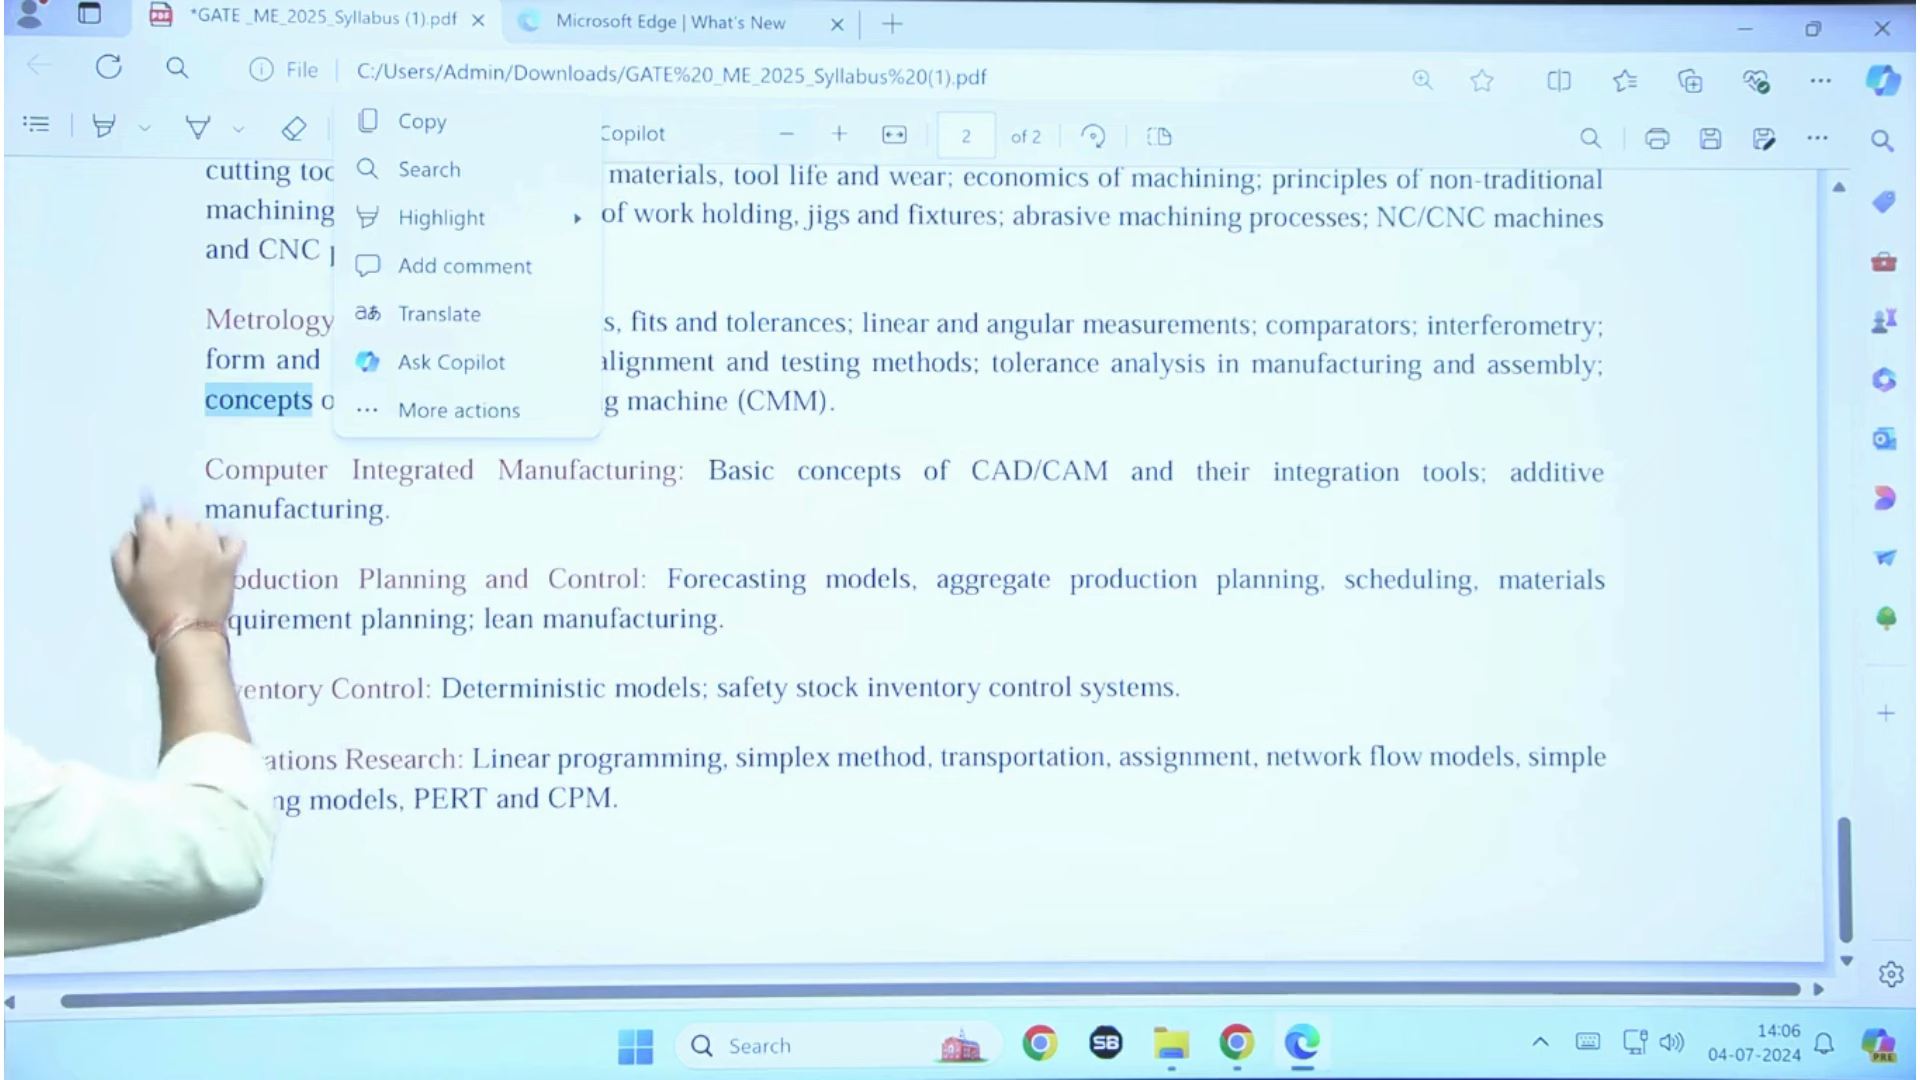 *GATE _ME_2025_Syllabus (1).pdf
Microsoft Edge | What's New
File
C:/Users/Admin/Downloads/GATE%20_ME_2025_Syllabus%20(1).pdf
Copilot
2
of 2
Copy
Search
Highlight
Add comment
Translate
Ask Copilot
More actions
cutting too materials, tool life and wear; economics of machining; principles of non-traditional
machining of work holding, jigs and fixtures; abrasive machining processes; NC/CNC machines
and CNC
Metrology s, fits and tolerances; linear and angular measurements; comparators; interferometry;
form and alignment and testing methods; tolerance analysis in manufacturing and assembly;
concepts o g machine (CMM).
Computer Integrated Manufacturing: Basic concepts of CAD/CAM and their integration tools; additive
manufacturing.
oduction Planning and Control: Forecasting models, aggregate production planning, scheduling, materials
quirement planning; lean manufacturing.
ventory Control: Deterministic models; safety stock inventory control systems.
ations Research: Linear programming, simplex method, transportation, assignment, network flow models, simple
ng models, PERT and CPM.
Search
SB
14:06
04-07-2024
PRE